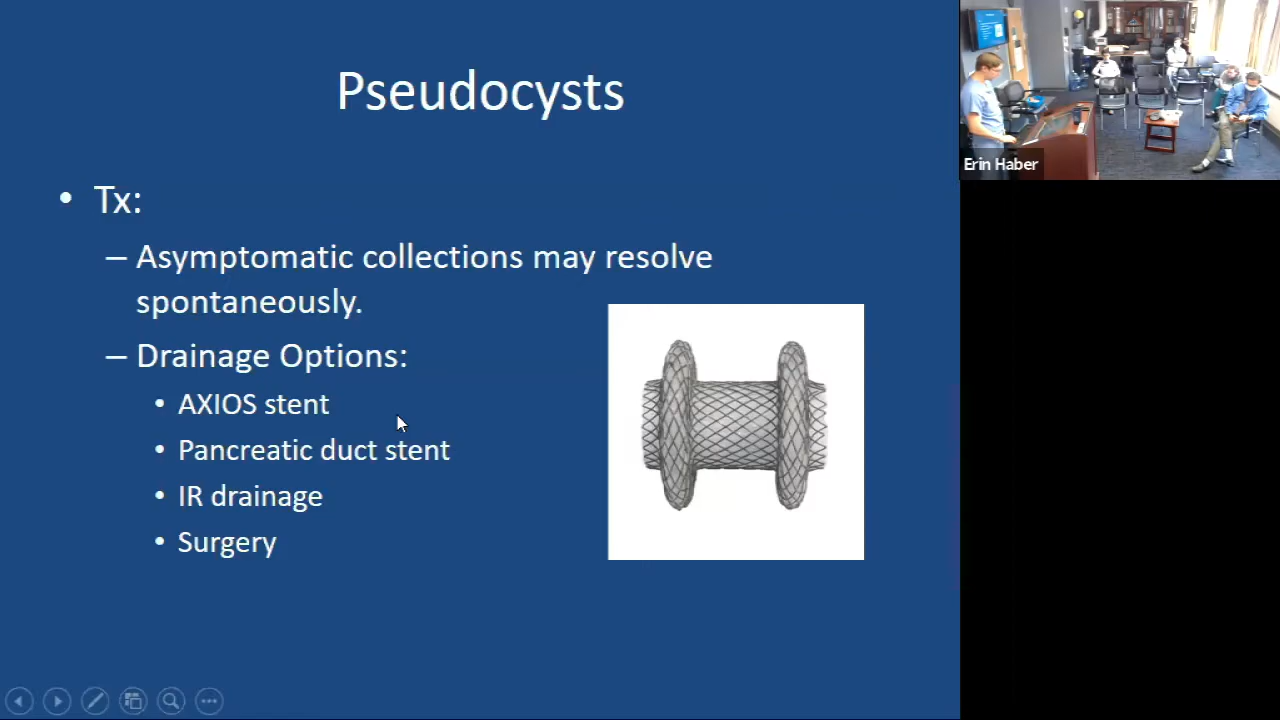 Pseudocysts
• Tx:
– Asymptomatic collections may resolve
spontaneously.
– Drainage Options:
• AXIOS stent
• Pancreatic duct stent
• IR drainage
• Surgery
Erin Haber